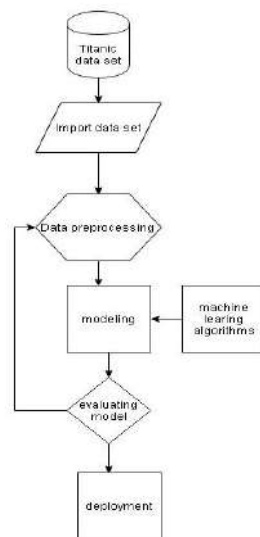 Titanic
data set
Import data set
Data preprocessing
modeling
machine
learing
algorithms
evaluating
model
deployment